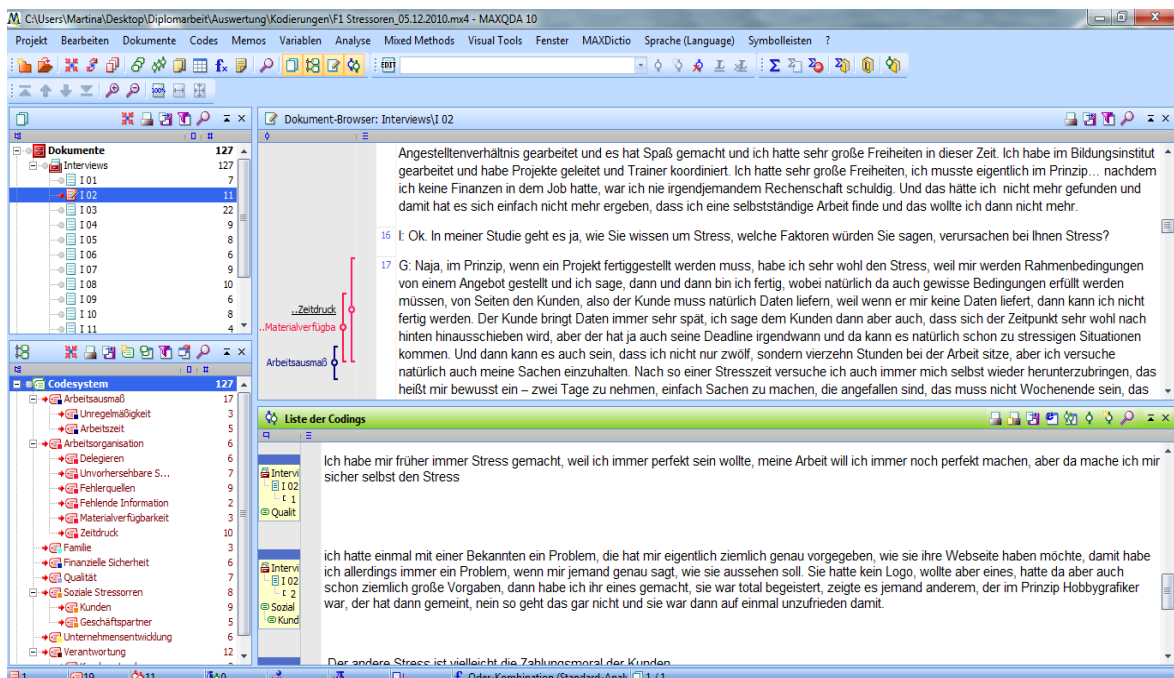 C:\Users\Martina\Desktop\Diplomarbeit\Auswertung\Kodierungen\F1 Stressoren_05.12.2010.mx4 - MAXQDA 10
Projekt Bearbeiten Dokumente Codes Memos Variablen Analyse Mixed Methods Visual Tools Fenster MAXDictio Sprache (Language) Symbolleisten ?
EDIT
100%
Dokumente 127
Interviews 127
I 01 7
I 02 11
I 03 22
I 04 9
I 05 8
I 06 6
I 07 9
I 08 10
I 09 6
I 10 8
I 11 4
Codesystem 127
Arbeitsausmaß 17
Unregelmäßigkeit 3
Arbeitszeit 5
Arbeitsorganisation 6
Delegieren 6
Unvorhersehbare S... 7
Fehlerquellen 9
Fehlende Information 2
Materialverfügbarkeit 3
Zeitdruck 10
Familie 3
Finanzielle Sicherheit 6
Qualität 7
Soziale Stressorren 8
Kunden 9
Geschäftspartner 5
Unternehmensentwicklung 6
Verantwortung 12
Dokument-Browser: Interviews\I 02
Angestelltenverhältnis gearbeitet und es hat Spaß gemacht und ich hatte sehr große Freiheiten in dieser Zeit. Ich habe im Bildungsinstitut
gearbeitet und habe Projekte geleitet und Trainer koordiniert. Ich hatte sehr große Freiheiten, ich musste eigentlich im Prinzip... nachdem
ich keine Finanzen in dem Job hatte, war ich nie irgendjemandem Rechenschaft schuldig. Und das hätte ich nicht mehr gefunden und
damit hat es sich einfach nicht mehr ergeben, dass ich eine selbstständige Arbeit finde und das wollte ich dann nicht mehr.
16 I: Ok. In meiner Studie geht es ja, wie Sie wissen um Stress, welche Faktoren würden Sie sagen, verursachen bei Ihnen Stress?
17 G: Naja, im Prinzip, wenn ein Projekt fertiggestellt werden muss, habe ich sehr wohl den Stress, weil mir werden Rahmenbedingungen
von einem Angebot gestellt und ich sage, dann und dann bin ich fertig, wobei natürlich da auch gewisse Bedingungen erfüllt werden
müssen, von Seiten den Kunden, also der Kunde muss natürlich Daten liefern, weil wenn er mir keine Daten liefert, dann kann ich nicht
fertig werden. Der Kunde bringt Daten immer sehr spät, ich sage dem Kunden dann aber auch, dass sich der Zeitpunkt sehr wohl nach
hinten hinausschieben wird, aber der hat ja auch seine Deadline irgendwann und da kann es natürlich schon zu stressigen Situationen
kommen. Und dann kann es auch sein, dass ich nicht nur zwölf, sondern vierzehn Stunden bei der Arbeit sitze, aber ich versuche
natürlich auch meine Sachen einzuhalten. Nach so einer Stresszeit versuche ich auch immer mich selbst wieder herunterzubringen, das
heißt mir bewusst ein – zwei Tage zu nehmen, einfach Sachen zu machen, die angefallen sind, das muss nicht Wochenende sein, das
..Zeitdruck
..Materialverfügba
Arbeitsausmaß
Liste der Codings
Intervi
I 02
1
Qualit
Ich habe mir früher immer Stress gemacht, weil ich immer perfekt sein wollte, meine Arbeit will ich immer noch perfekt machen, aber da mache ich mir
sicher selbst den Stress
Intervi
I 02
2
Sozial
Kund
ich hatte einmal mit einer Bekannten ein Problem, die hat mir eigentlich ziemlich genau vorgegeben, wie sie ihre Webseite haben möchte, damit habe
ich allerdings immer ein Problem, wenn mir jemand genau sagt, wie sie aussehen soll. Sie hatte kein Logo, wollte aber eines, hatte da aber auch
schon ziemlich große Vorgaben, dann habe ich ihr eines gemacht, sie war total begeistert, zeigte es jemand anderem, der im Prinzip Hobbygrafiker
war, der hat dann gemeint, nein so geht das gar nicht und sie war dann auf einmal unzufrieden damit.
Der andere Stress ist vielleicht die Zahlungsmoral der Kunden
Oder-Kombination (Standard-Analy 1 / 1